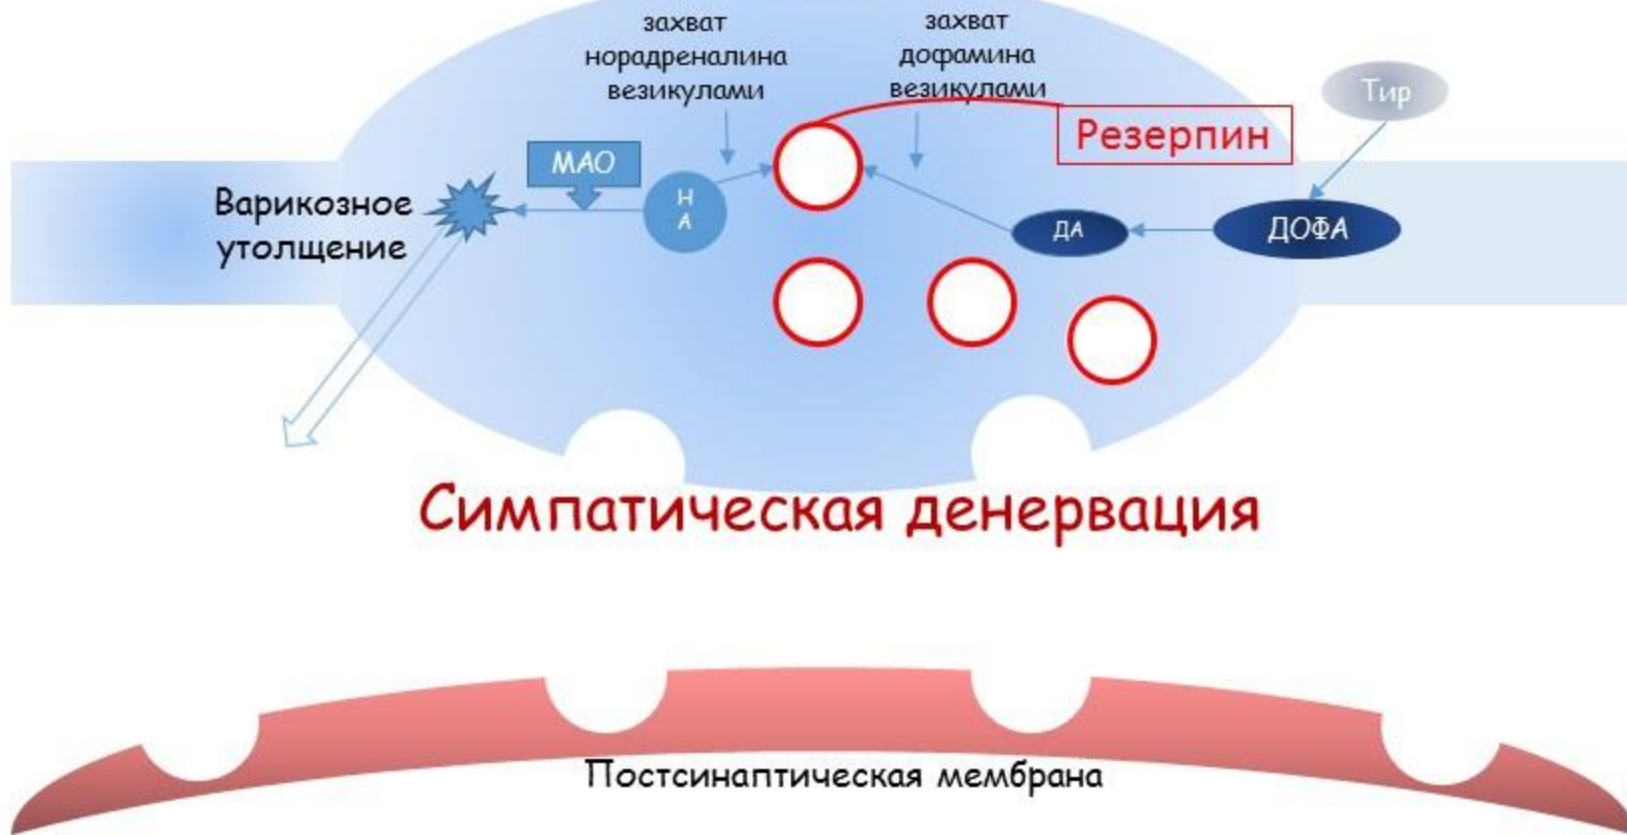 захват
норадреналина
везикулами
захват
дофамина
везикулами
Тир
Резерпин
МАО
Н
А
Варикозное
утолщение
ДА
ДОФА
Симпатическая денервация
Постсинаптическая мембрана